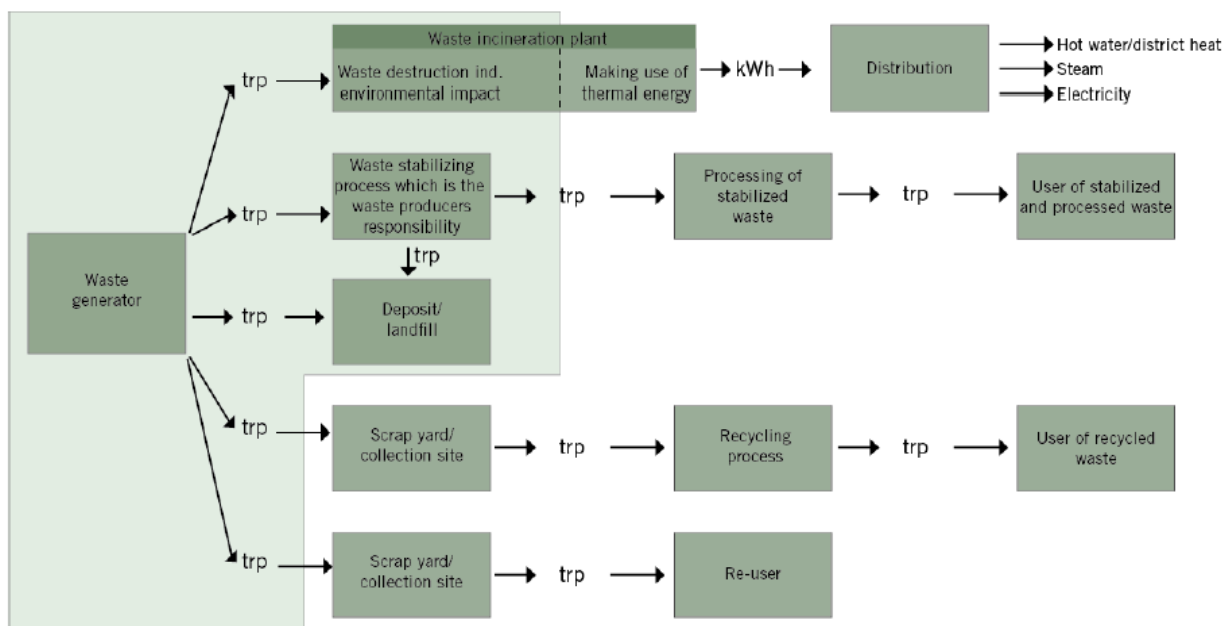 Waste incineration plant
trp
Waste destruction ind.
environmental impact
Making use of
thermal energy
kWh
Distribution
Hot water/district heat
Steam
Electricity
trp
Waste stabilizing
process which is the
waste producers
responsibility
trp
Processing of
stabilized
waste
trp
User of stabilized
and processed waste
trp
Waste
generator
trp
Deposit/
landfill
trp
Scrap yard/
collection site
trp
Recycling
process
trp
User of recycled
waste
trp
Scrap yard/
collection site
trp
Re-user